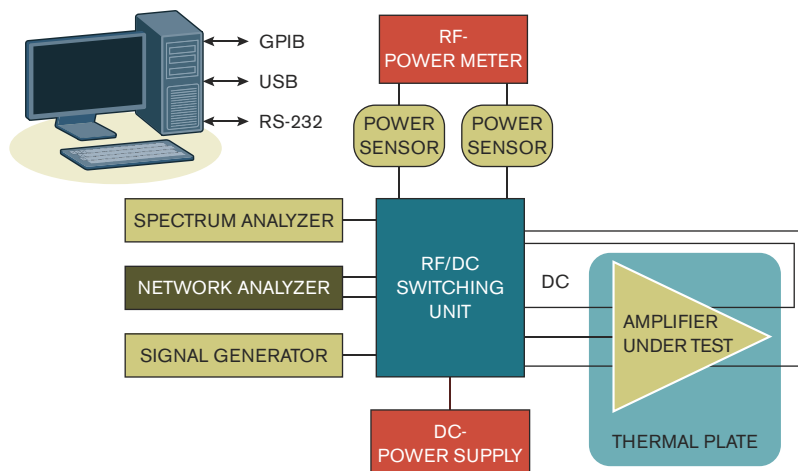 GPIB
USB
RS-232
RF-
POWER METER
POWER
SENSOR
POWER
SENSOR
SPECTRUM ANALYZER
NETWORK ANALYZER
SIGNAL GENERATOR
RF/DC
SWITCHING
UNIT
DC
AMPLIFIER
UNDER TEST
THERMAL PLATE
DC-
POWER SUPPLY